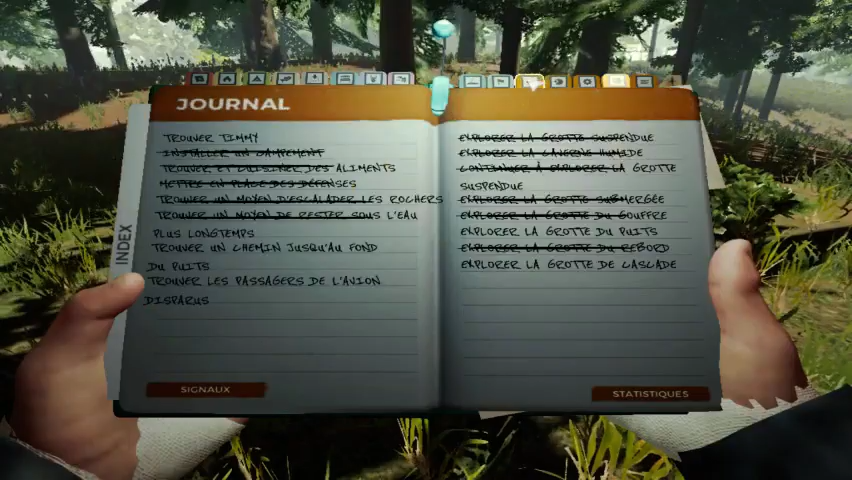 JOURNAL
TROUVER TIMMY
INSTALLER UN CAMPEMENT
TROUVER ET CUISINER DES ALIMENTS
METTRE EN PLACE DES DÉFENSES
TROUVER UN MOYEN D'ESCALADER LES ROCHERS
TROUVER UN MOYEN DE RESTER SOUS L'EAU
PLUS LONGTEMPS
TROUVER UN CHEMIN JUSQU'AU FOND
DU PUITS
TROUVER LES PASSAGERS DE L'AVION
DISPARUS
INDEX
SIGNAUX
EXPLORER LA GROTTE SUSPENDUE
EXPLORER LA CAVERNE HUMIDE
CONTINUER À EXPLORER LA GROTTE
SUSPENDUE
EXPLORER LA GROTTE SUBMERGÉE
EXPLORER LA GROTTE DU GOUFFRE
EXPLORER LA GROTTE DU PUITS
EXPLORER LA GROTTE DU REBORD
EXPLORER LA GROTTE DE CASCADE
STATISTIQUES